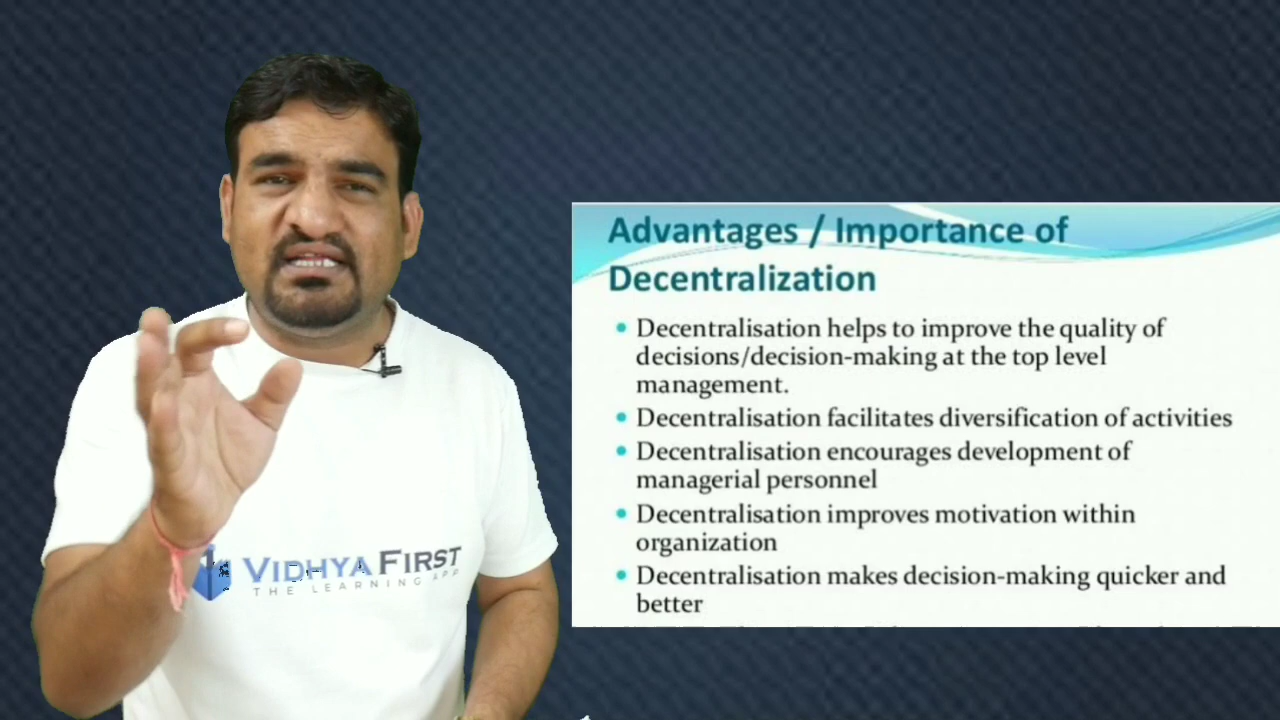 VIDHYA FIRST
THE LEARNING APP
Advantages / Importance of
Decentralization
• Decentralisation helps to improve the quality of
decisions/decision-making at the top level
management.
• Decentralisation facilitates diversification of activities
• Decentralisation encourages development of
managerial personnel
• Decentralisation improves motivation within
organization
• Decentralisation makes decision-making quicker and
better